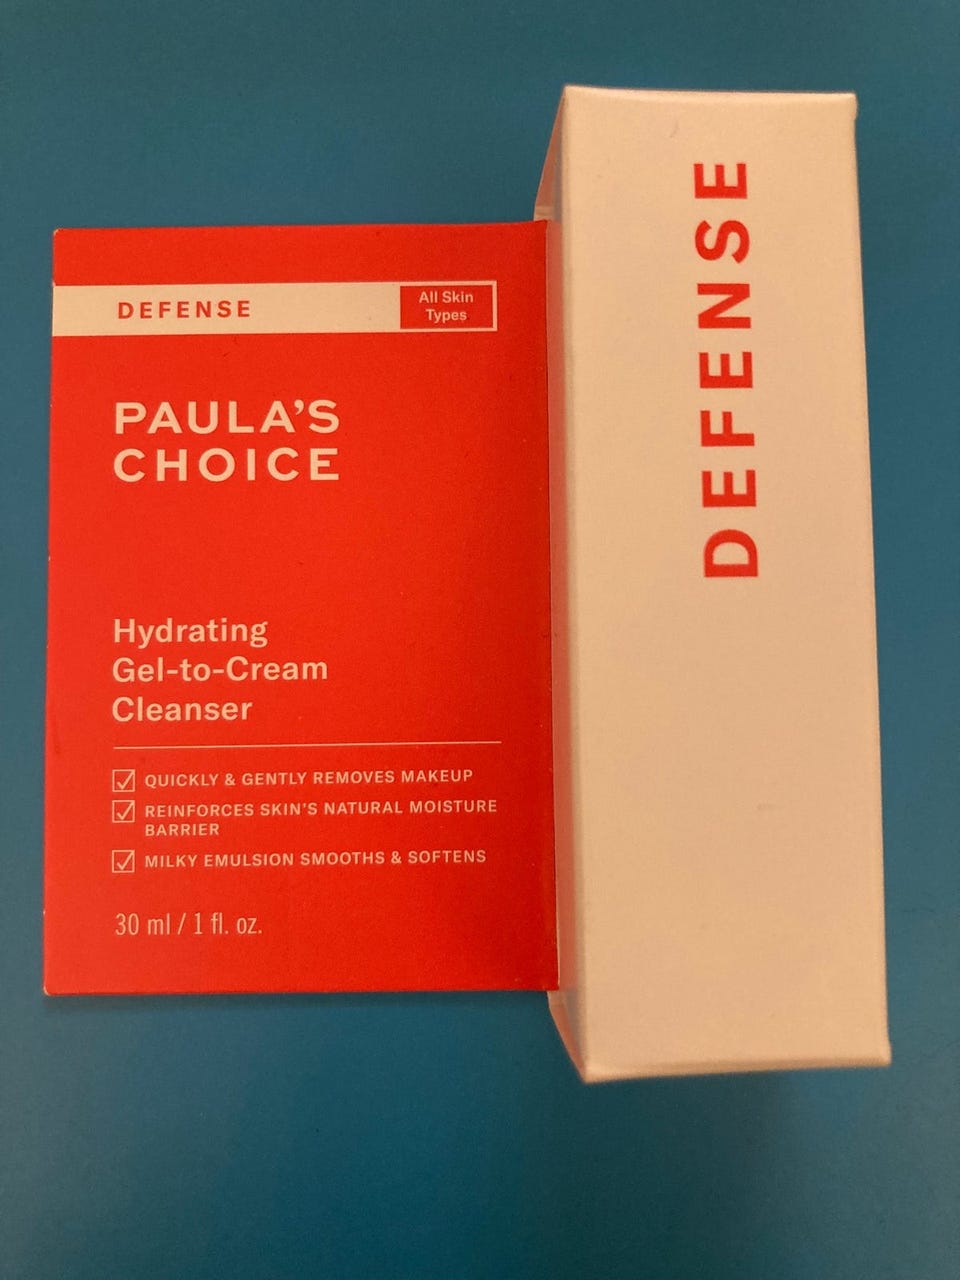 DEFENSE
All Skin
Types
PAULA'S
CHOICE
Hydrating
Gel-to-Cream
Cleanser
QUICKLY & GENTLY REMOVES MAKEUP
REINFORCES SKIN'S NATURAL MOISTURE
BARRIER
MILKY EMULSION SMOOTHS & SOFTENS
30 ml / 1 fl. oz.
DEFENSE